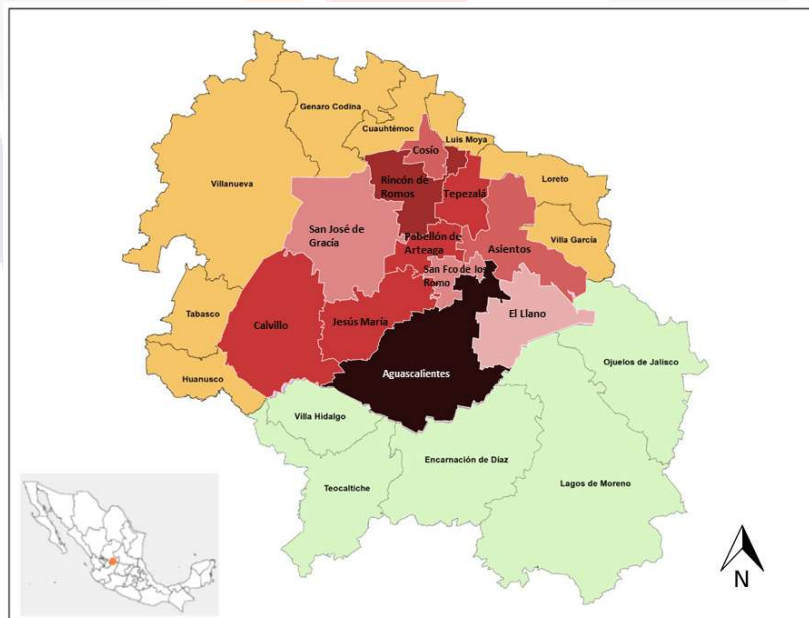 Genaro Codina
Cuauhtémoc
Luis Moya
Cosío
Villanueva
Rincón de
Romos
Tepezalá
Loreto
San José de
Gracía
Pabellón de
Arteaga
Asientos
Villa García
San Fco de los
Romo
Tabasco
Calvillo
Jesús María
El Llano
Ojuelos de Jalisco
Aguascalientes
Huanusco
Villa Hidalgo
Encarnación de Díaz
Teocaltiche
Lagos de Moreno
N